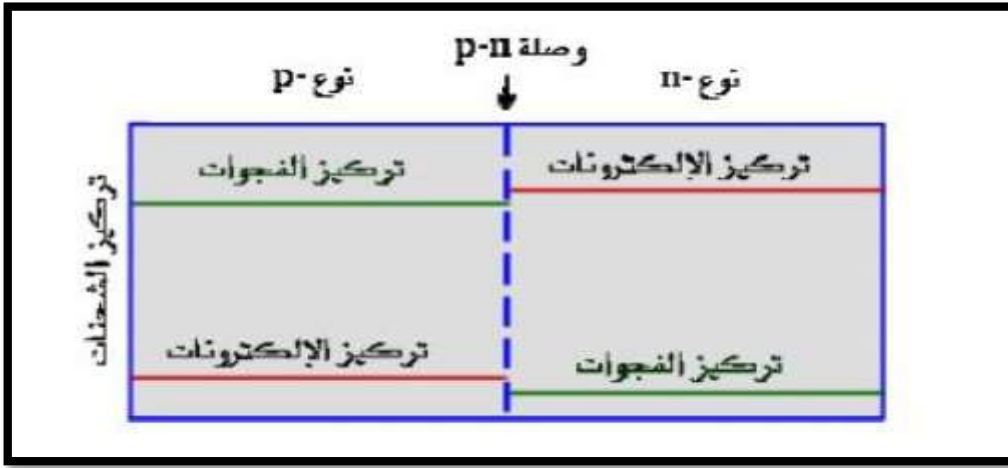 وصلة p-n
نوع -p
نوع -n
تركيز الفجوات
تركيز الإلكترونات
تركيز الشحنات
تركيز الإلكترونات
تركيز الفجوات